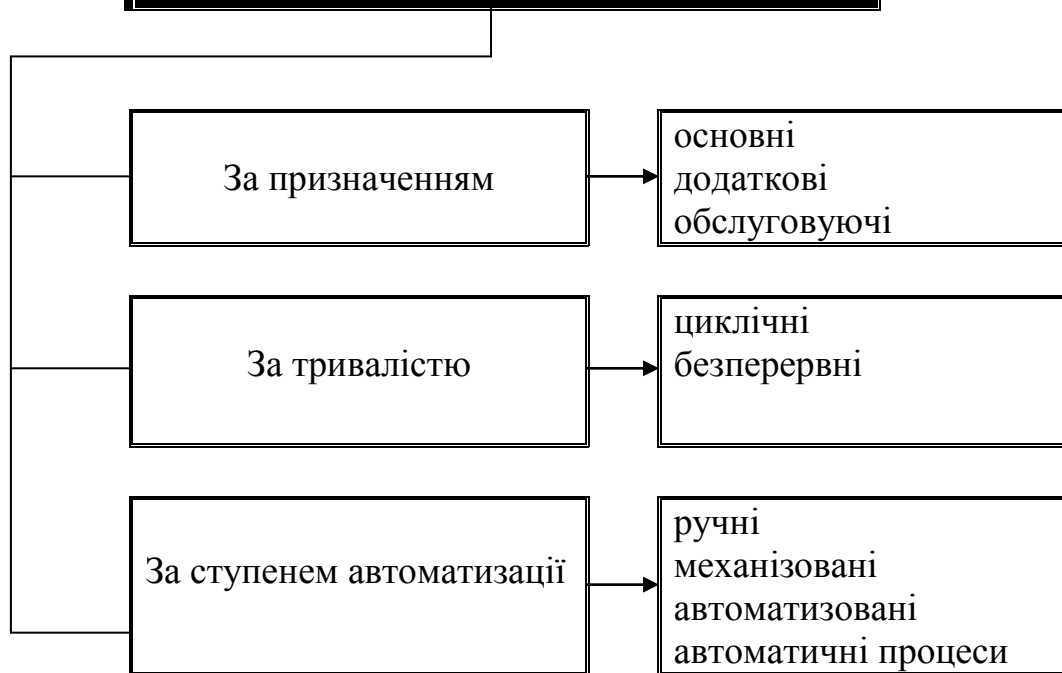 За призначенням
основні
додаткові
обслуговуючі
За тривалістю
циклічні
безперервні
За ступенем автоматизації
ручні
механізовані
автоматизовані
автоматичні процеси